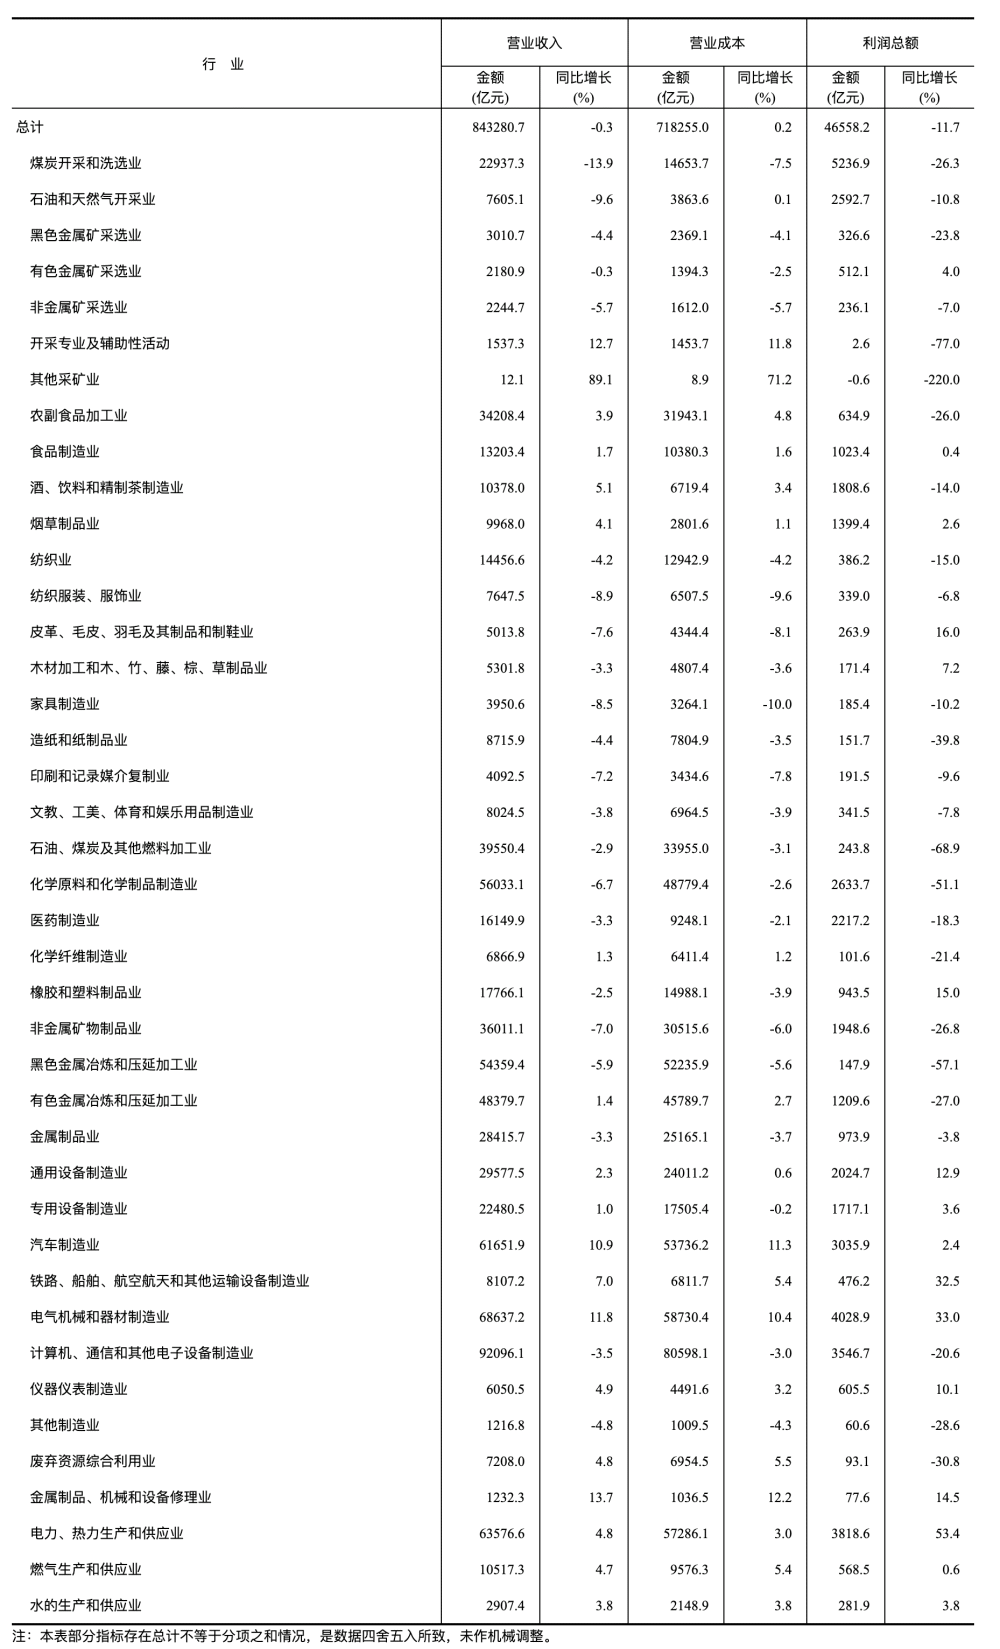 行 业 营业收入 营业成本 利润总额
金额 同比增长 金额 同比增长 金额 同比增长
(亿元) (%) (亿元) (%) (亿元) (%)
总计 843280.7 -0.3 718255.0 0.2 46558.2 -11.7
煤炭开采和洗选业 22937.3 -13.9 14653.7 -7.5 5236.9 -26.3
石油和天然气开采业 7605.1 -9.6 3863.6 0.1 2592.7 -10.8
黑色金属矿采选业 3010.7 -4.4 2369.1 -4.1 326.6 -23.8
有色金属矿采选业 2180.9 -0.3 1394.3 -2.5 512.1 4.0
非金属矿采选业 2244.7 -5.7 1612.0 -5.7 236.1 -7.0
开采专业及辅助性活动 1537.3 12.7 1453.7 11.8 2.6 -77.0
其他采矿业 12.1 89.1 8.9 71.2 -0.6 -220.0
农副食品加工业 34208.4 3.9 31943.1 4.8 634.9 -26.0
食品制造业 13203.4 1.7 10380.3 1.6 1023.4 0.4
酒、饮料和精制茶制造业 10378.0 5.1 6719.4 3.4 1808.6 -14.0
烟草制品业 9968.0 4.1 2801.6 1.1 1399.4 2.6
纺织业 14456.6 -4.2 12942.9 -4.2 386.2 -15.0
纺织服装、服饰业 7647.5 -8.9 6507.5 -9.6 339.0 -6.8
皮革、毛皮、羽毛及其制品和制鞋业 5013.8 -7.6 4344.4 -8.1 263.9 16.0
木材加工和木、竹、藤、棕、草制品业 5301.8 -3.3 4807.4 -3.6 171.4 7.2
家具制造业 3950.6 -8.5 3264.1 -10.0 185.4 -10.2
造纸和纸制品业 8715.9 -4.4 7804.9 -3.5 151.7 -39.8
印刷和记录媒介复制业 4092.5 -7.2 3434.6 -7.8 191.5 -9.6
文教、工美、体育和娱乐用品制造业 8024.5 -3.8 6964.5 -3.9 341.5 -7.8
石油、煤炭及其他燃料加工业 39550.4 -2.9 33955.0 -3.1 243.8 -68.9
化学原料和化学制品制造业 56033.1 -6.7 48779.4 -2.6 2633.7 -51.1
医药制造业 16149.9 -3.3 9248.1 -2.1 2217.2 -18.3
化学纤维制造业 6866.9 1.3 6411.4 1.2 101.6 -21.4
橡胶和塑料制品业 17766.1 -2.5 14988.1 -3.9 943.5 15.0
非金属矿物制品业 36011.1 -7.0 30515.6 -6.0 1948.6 -26.8
黑色金属冶炼和压延加工业 54359.4 -5.9 52235.9 -5.6 147.9 -57.1
有色金属冶炼和压延加工业 48379.7 1.4 45789.7 2.7 1209.6 -27.0
金属制品业 28415.7 -3.3 25165.1 -3.7 973.9 -3.8
通用设备制造业 29577.5 2.3 24011.2 0.6 2024.7 12.9
专用设备制造业 22480.5 1.0 17505.4 -0.2 1717.1 3.6
汽车制造业 61651.9 10.9 53736.2 11.3 3035.9 2.4
铁路、船舶、航空航天和其他运输设备制造业 8107.2 7.0 6811.7 5.4 476.2 32.5
电气机械和器材制造业 68637.2 11.8 58730.4 10.4 4028.9 33.0
计算机、通信和其他电子设备制造业 92096.1 -3.5 80598.1 -3.0 3546.7 -20.6
仪器仪表制造业 6050.5 4.9 4491.6 3.2 605.5 10.1
其他制造业 1216.8 -4.8 1009.5 -4.3 60.6 -28.6
废弃资源综合利用业 7208.0 4.8 6954.5 5.5 93.1 -30.8
金属制品、机械和设备修理业 1232.3 13.7 1036.5 12.2 77.6 14.5
电力、热力生产和供应业 63576.6 4.8 57286.1 3.0 3818.6 53.4
燃气生产和供应业 10517.3 4.7 9576.3 5.4 568.5 0.6
水的生产和供应业 2907.4 3.8 2148.9 3.8 281.9 3.8
注：本表部分指标存在总计不等于分项之和情况，是数据四舍五入所致，未作机械调整。